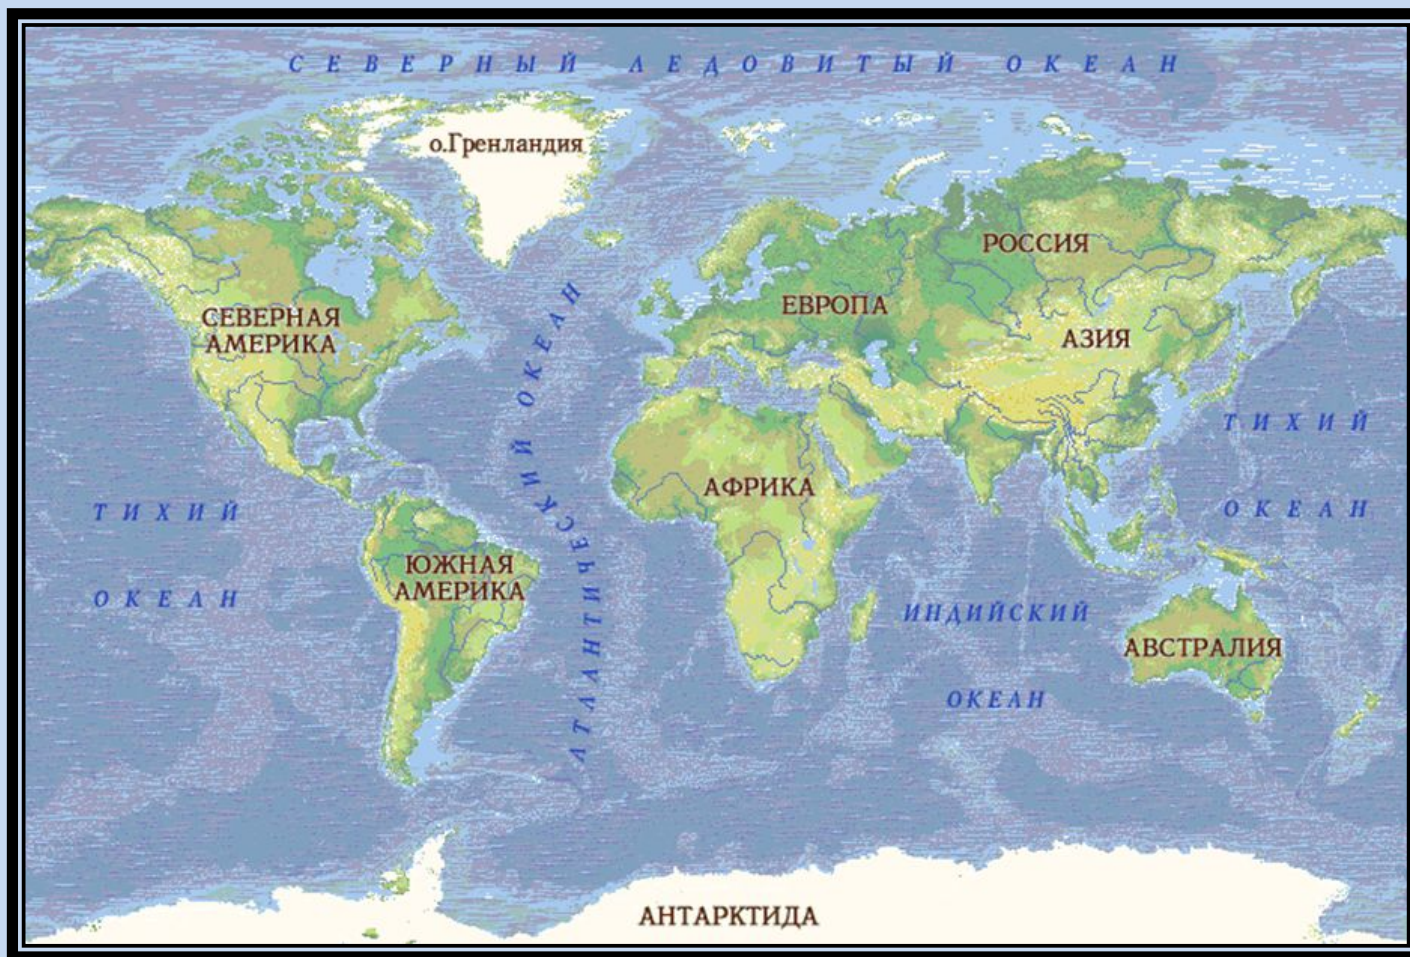 СЕВЕРНЫЙ ЛЕДОВИТЫЙ ОКЕАН
о.Гренландия
РОССИЯ
ЕВРОПА
СЕВЕРНАЯ
АМЕРИКА
АЗИЯ
АТЛАНТИЧЕСКИЙ ОКЕАН
ТИХИЙ
ОКЕАН
АФРИКА
ТИХИЙ
ОКЕАН
ЮЖНАЯ
АМЕРИКА
ИНДИЙСКИЙ
ОКЕАН
АВСТРАЛИЯ
АНТАРКТИДА